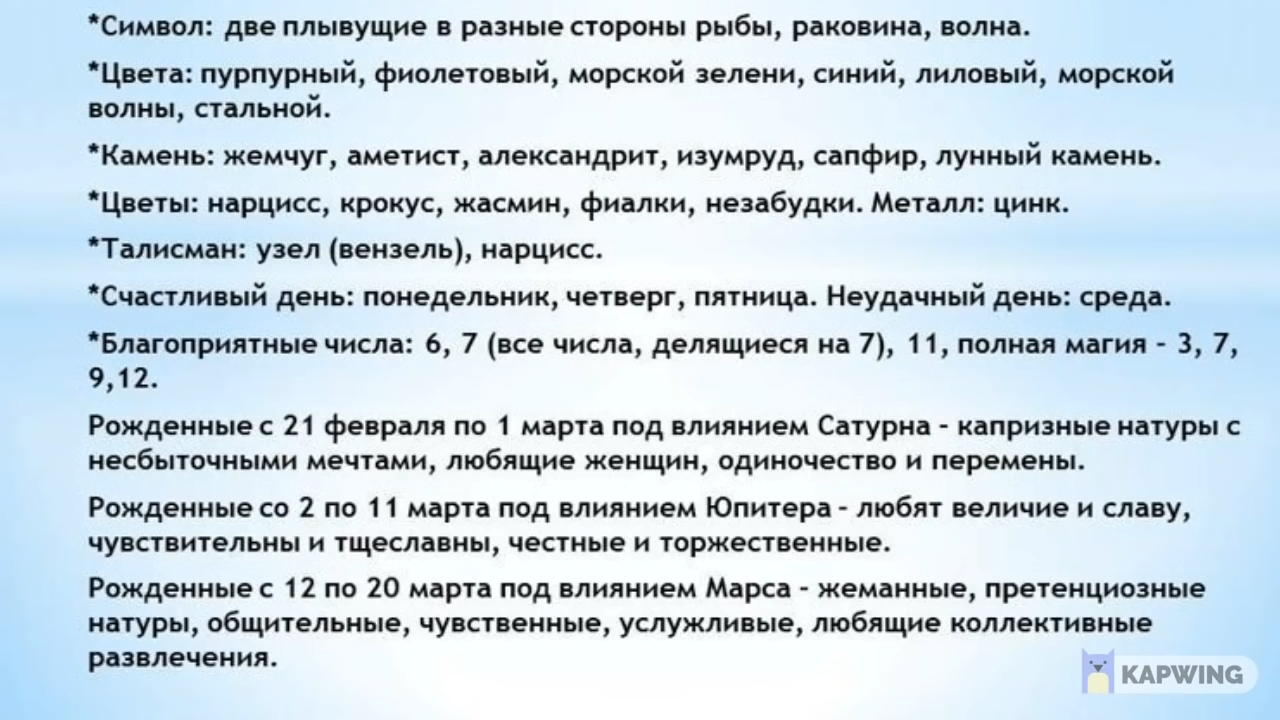 *Символ: две плывущие в разные стороны рыбы, раковина, волна.
*Цвета: пурпурный, фиолетовый, морской зелени, синий, лиловый, морской
волны, стальной.
*Камень: жемчуг, аметист, александрит, изумруд, сапфир, лунный камень.
*Цветы: нарцисс, крокус, жасмин, фиалки, незабудки. Металл: цинк.
*Талисман: узел (вензель), нарцисс.
*Счастливый день: понедельник, четверг, пятница. Неудачный день: среда.
*Благоприятные числа: 6, 7 (все числа, делящиеся на 7), 11, полная магия - 3, 7,
9,12.
Рожденные с 21 февраля по 1 марта под влиянием Сатурна - капризные натуры с
несбыточными мечтами, любящие женщин, одиночество и перемены.
Рожденные со 2 по 11 марта под влиянием Юпитера - любят величие и славу,
чувствительны и тщеславны, честные и торжественные.
Рожденные с 12 по 20 марта под влиянием Марса - жеманные, претенциозные
натуры, общительные, чувственные, услужливые, любящие коллективные
развлечения.
KAPWING